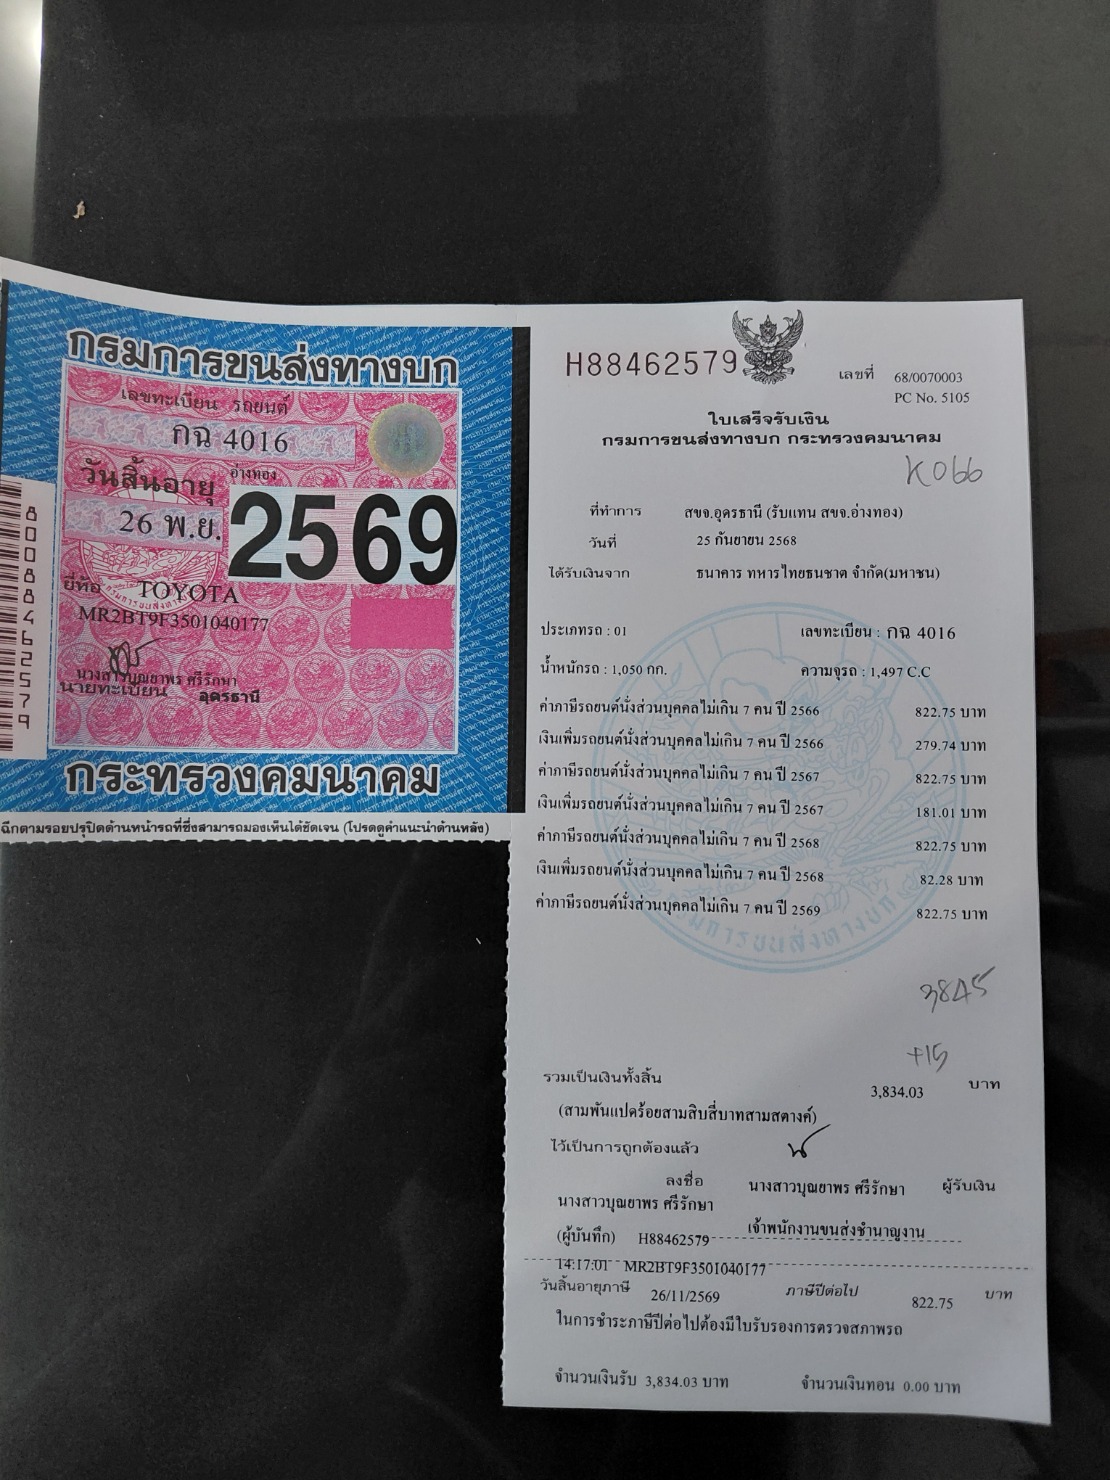 กรมการขนส่งทางบก
เลขทะเบียน รถยนต์
กฉ 4016
อ่างทอง
วันสิ้นอายุ
26 พ.ย. 2569
ยี่ห้อ TOYOTA
MR2BT9F3501040177
นางสาวบุณยาพร ศรีรักษา
นายทะเบียน อุดรธานี
กระทรวงคมนาคม
ฉีกตามรอยปรุปิดด้านหน้ารถที่ซึ่งสามารถมองเห็นได้ชัดเจน (โปรดดูคำแนะนำด้านหลัง)
800088462579
H88462579
เลขที่ 68/0070003
PC No. 5105
ใบเสร็จรับเงิน
กรมการขนส่งทางบก กระทรวงคมนาคม
K066
ที่ทำการ สขจ.อุดรธานี (รับแทน สขจ.อ่างทอง)
วันที่ 25 กันยายน 2568
ได้รับเงินจาก ธนาคาร ทหารไทยธนชาต จำกัด(มหาชน)
ประเภทรถ : 01 เลขทะเบียน : กฉ 4016
น้ำหนักรถ : 1,050 กก. ความจุรถ : 1,497 C.C
ค่าภาษีรถยนต์นั่งส่วนบุคคลไม่เกิน 7 คน ปี 2566 822.75 บาท
เงินเพิ่มรถยนต์นั่งส่วนบุคคลไม่เกิน 7 คน ปี 2566 279.74 บาท
ค่าภาษีรถยนต์นั่งส่วนบุคคลไม่เกิน 7 คน ปี 2567 822.75 บาท
เงินเพิ่มรถยนต์นั่งส่วนบุคคลไม่เกิน 7 คน ปี 2567 181.01 บาท
ค่าภาษีรถยนต์นั่งส่วนบุคคลไม่เกิน 7 คน ปี 2568 822.75 บาท
เงินเพิ่มรถยนต์นั่งส่วนบุคคลไม่เกิน 7 คน ปี 2568 82.28 บาท
ค่าภาษีรถยนต์นั่งส่วนบุคคลไม่เกิน 7 คน ปี 2569 822.75 บาท
กรมการขนส่งทางบก
3845
+15
รวมเป็นเงินทั้งสิ้น 3,834.03 บาท
(สามพันแปดร้อยสามสิบสี่บาทสามสตางค์)
ไว้เป็นการถูกต้องแล้ว
ลงชื่อ นางสาวบุณยาพร ศรีรักษา ผู้รับเงิน
นางสาวบุณยาพร ศรีรักษา
เจ้าพนักงานขนส่งชำนาญงาน
(ผู้บันทึก) H88462579
14:17:01 MR2BT9F3501040177
วันสิ้นอายุภาษี 26/11/2569 ภาษีปีต่อไป 822.75 บาท
ในการชำระภาษีปีต่อไปต้องมีใบรับรองการตรวจสภาพรถ
จำนวนเงินรับ 3,834.03 บาท จำนวนเงินทอน 0.00 บาท